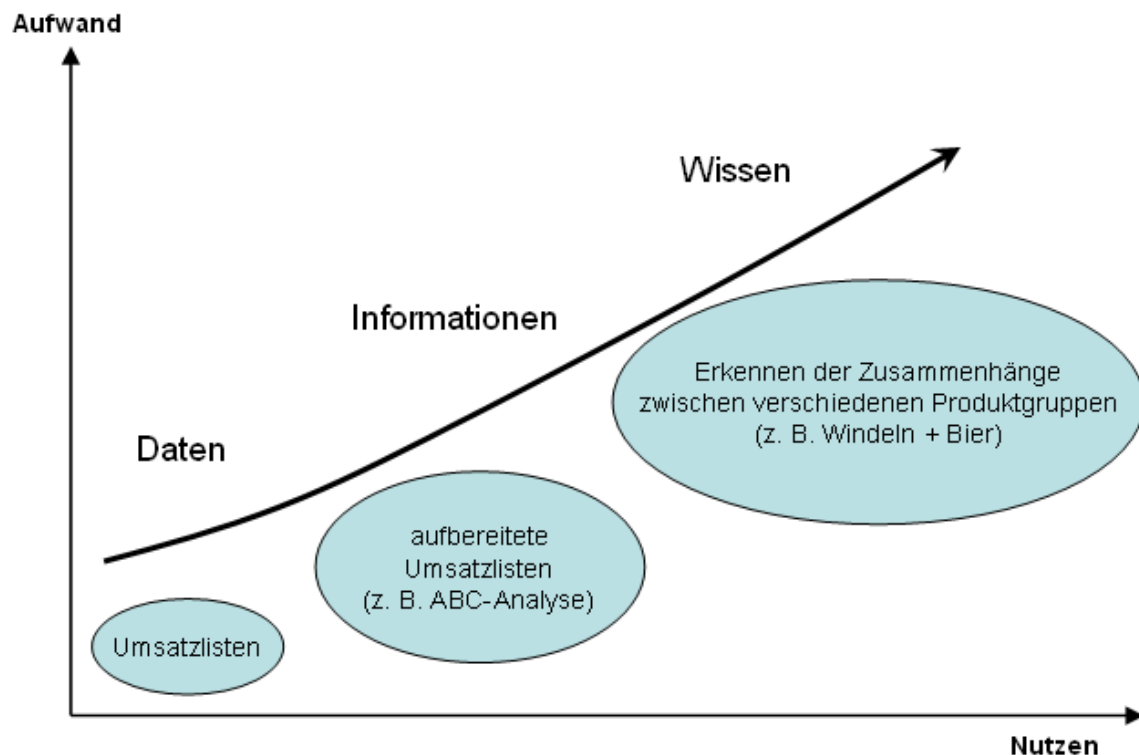 Aufwand
Wissen
Informationen
Erkennen der Zusammenhänge
zwischen verschiedenen Produktgruppen
(z. B. Windeln + Bier)
Daten
aufbereitete
Umsatzlisten
(z. B. ABC-Analyse)
Umsatzlisten
Nutzen